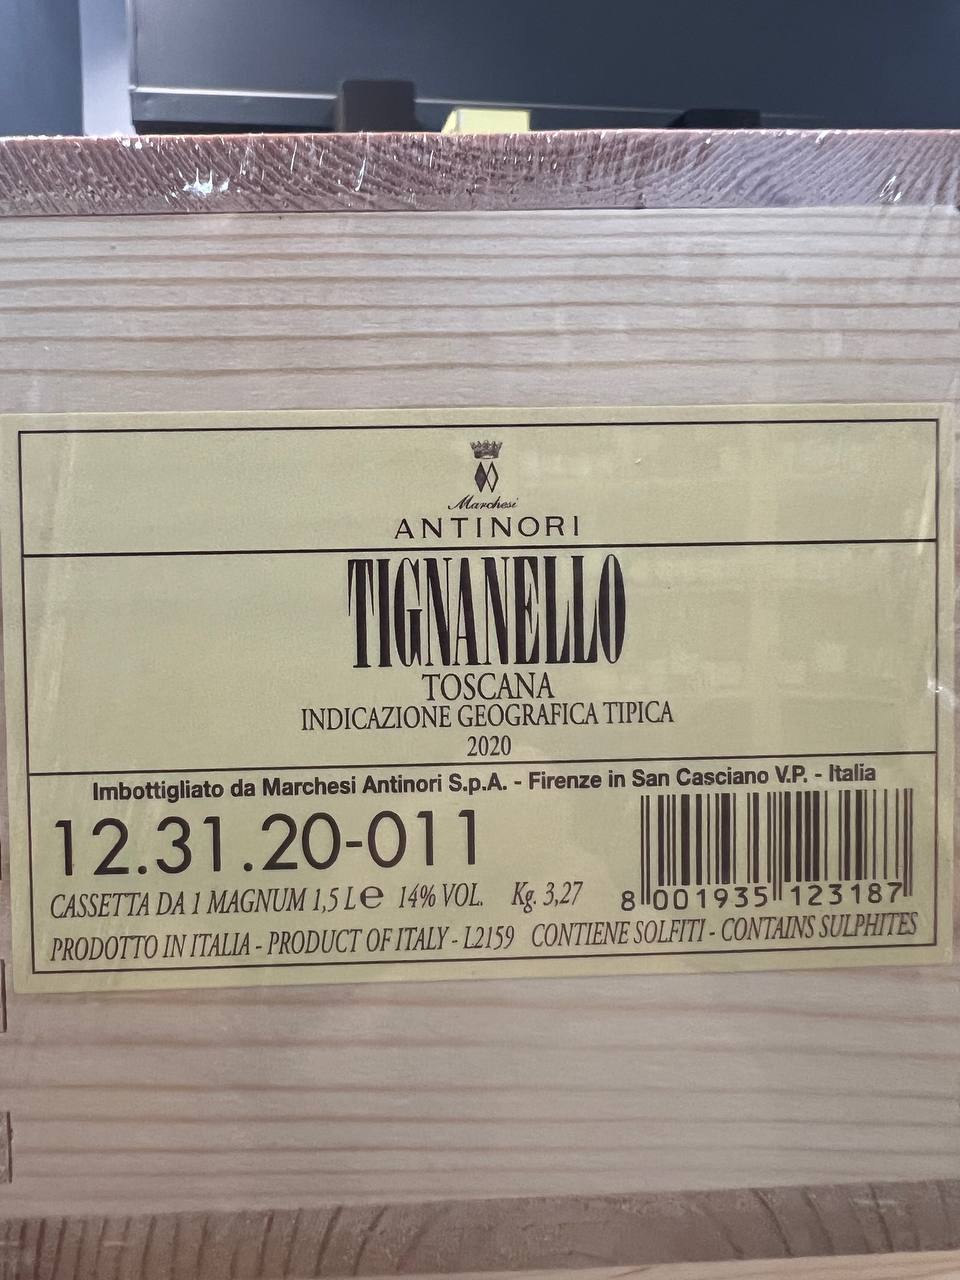 Marchesi
ANTINORI
TIGNANELLO
TOSCANA
INDICAZIONE GEOGRAFICA TIPICA
2020
Imbottigliato da Marchesi Antinori S.p.A. - Firenze in San Casciano V.P. - Italia
12.31.20-011
CASSETTA DA 1 MAGNUM 1,5 L e 14% VOL. Kg. 3,27
8 001935 123187
PRODOTTO IN ITALIA - PRODUCT OF ITALY - L2159 CONTIENE SOLFITI - CONTAINS SULPHITES